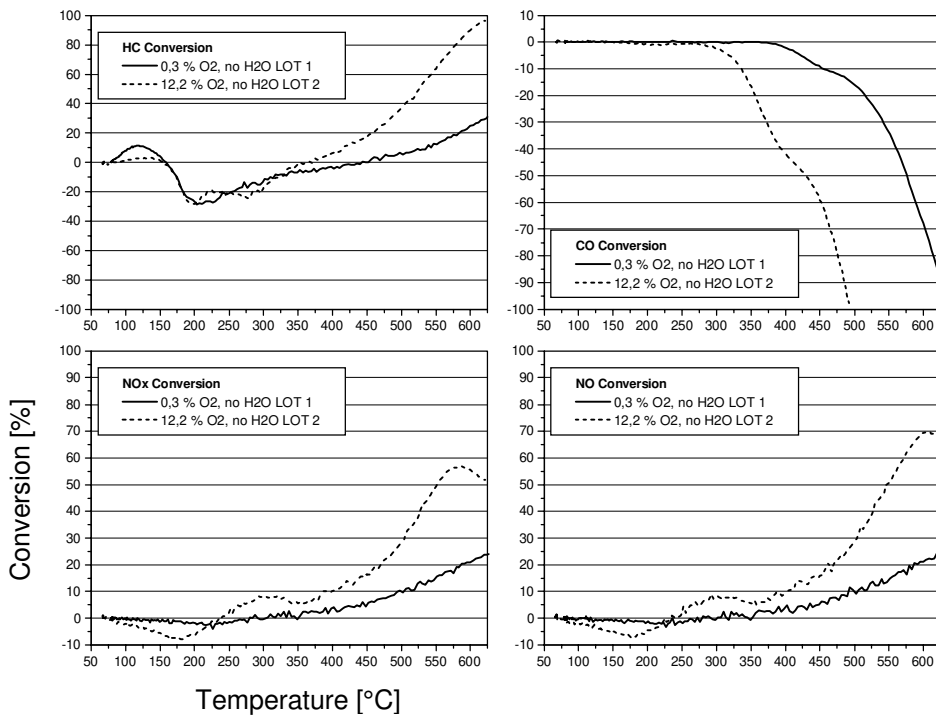 HC Conversion
0,3 % O2, no H2O LOT 1
12,2 % O2, no H2O LOT 2
100
80
60
40
20
0
-20
-40
-60
-80
-100
50 100 150 200 250 300 350 400 450 500 550 600
CO Conversion
0,3 % O2, no H2O LOT 1
12,2 % O2, no H2O LOT 2
10
0
-10
-20
-30
-40
-50
-60
-70
-80
-90
-100
50 100 150 200 250 300 350 400 450 500 550 600
NOx Conversion
0,3 % O2, no H2O LOT 1
12,2 % O2, no H2O LOT 2
100
90
80
70
60
50
40
30
20
10
0
-10
50 100 150 200 250 300 350 400 450 500 550 600
NO Conversion
0,3 % O2, no H2O LOT 1
12,2 % O2, no H2O LOT 2
100
90
80
70
60
50
40
30
20
10
0
-10
50 100 150 200 250 300 350 400 450 500 550 600
Conversion [%]
Temperature [°C]